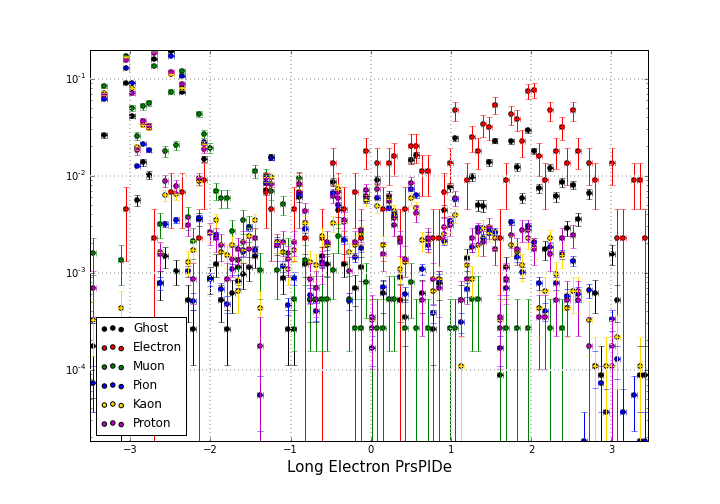 10⁻¹
10⁻²
10⁻³
10⁻⁴
Ghost
Electron
Muon
Pion
Kaon
Proton
−3 −2 −1 0 1 2 3
Long Electron PrsPIDe